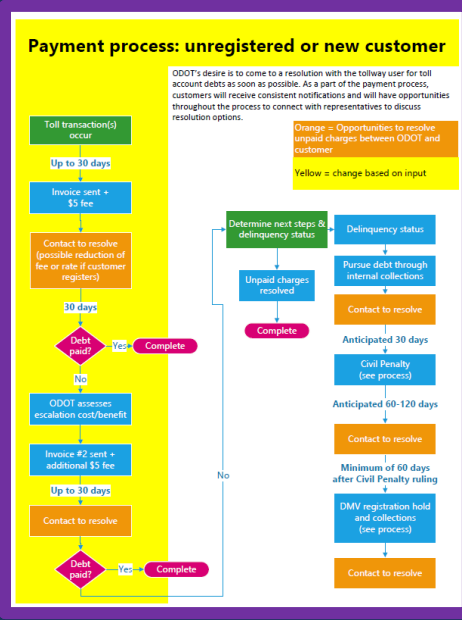 Payment process: unregistered or new customer
ODOT's desire is to come to a resolution with the tollway user for toll
account debts as soon as possible. As a part of the payment process,
customers will receive consistent notifications and will have opportunities
throughout the process to connect with representatives to discuss
resolution options.
Orange = Opportunities to resolve
unpaid charges between ODOT and
customer
Yellow = change based on input
Toll transaction(s)
occur
Up to 30 days
Invoice sent +
$5 fee
Contact to resolve
(possible reduction of
fee or rate if customer
registers)
30 days
Debt
paid?
Yes
Complete
No
ODOT assesses
escalation cost/benefit
Invoice #2 sent +
additional $5 fee
Up to 30 days
Contact to resolve
Debt
paid?
Yes
Complete
No
Determine next steps &
delinquency status
Unpaid charges
resolved
Complete
Delinquency status
Pursue debt through
internal collections
Contact to resolve
Anticipated 30 days
Civil Penalty
(see process)
Anticipated 60-120 days
Contact to resolve
Minimum of 60 days
after Civil Penalty ruling
DMV registration hold
and collections
(see process)
Contact to resolve